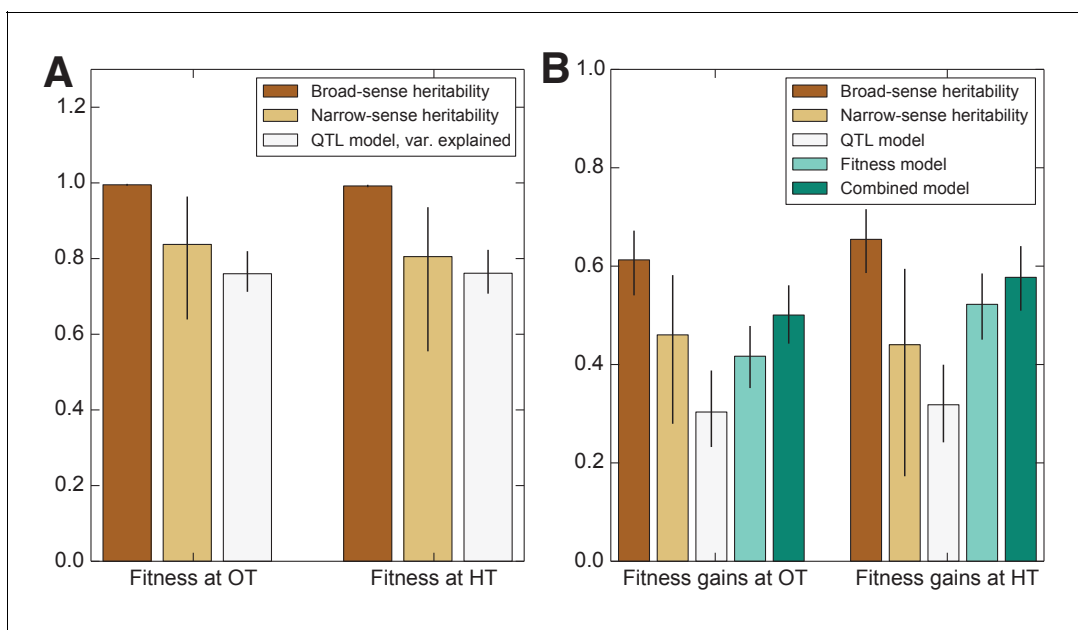 A
1.2
1.0
0.8
0.6
0.4
0.2
0.0
Broad-sense heritability
Narrow-sense heritability
QTL model, var. explained
Fitness at OT
Fitness at HT
B
1.0
0.8
0.6
0.4
0.2
0.0
Broad-sense heritability
Narrow-sense heritability
QTL model
Fitness model
Combined model
Fitness gains at OT
Fitness gains at HT